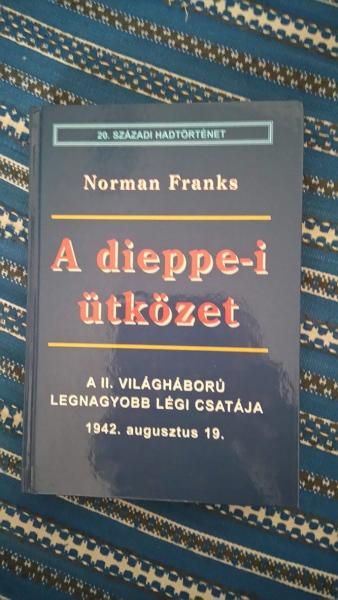 20. SZÁZADI HADTÖRTÉNET
Norman Franks
A dieppe-i
ütközet
A II. VILÁGHÁBORÚ
LEGNAGYOBB LÉGI CSATÁJA
1942. augusztus 19.